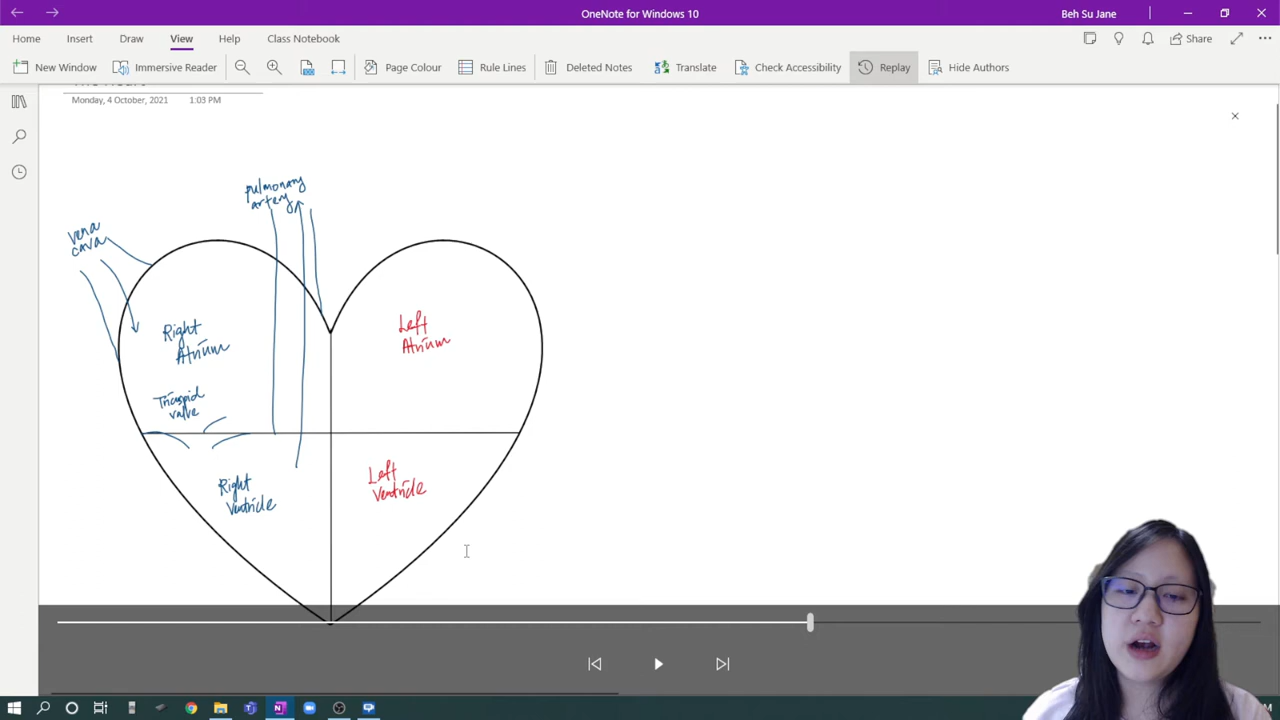 OneNote for Windows 10
Beh Su Jane
Home Insert Draw View Help Class Notebook
Share
New Window Immersive Reader Page Colour Rule Lines Deleted Notes Translate Check Accessibility Replay Hide Authors
Monday, 4 October, 2021 1:03 PM
pulmonary
artery
vena
cava
Right
Atrium
Left
Atrium
Tricuspid
valve
Right
Ventricle
Left
Ventricle